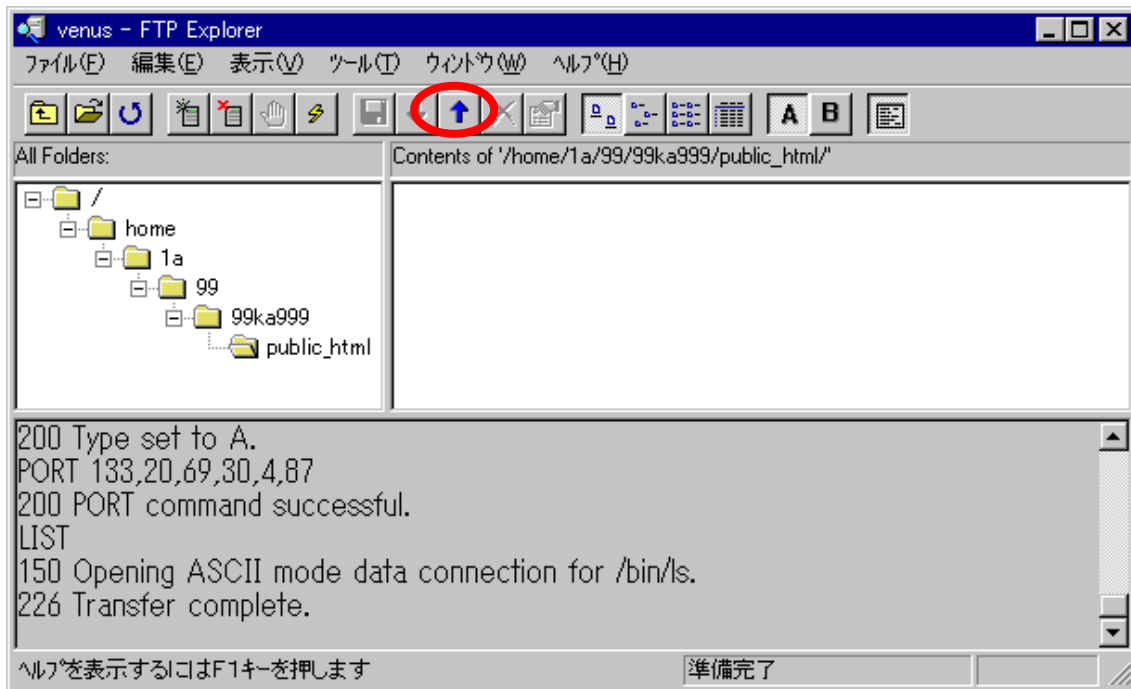 venus - FTP Explorer
ファイル(F) 編集(E) 表示(V) ツール(T) ウィンドウ(W) ヘルプ(H)
A B
All Folders:
Contents of '/home/1a/99/99ka999/public_html/'
/
home
1a
99
99ka999
public_html
200 Type set to A.
PORT 133,20,69,30,4,87
200 PORT command successful.
LIST
150 Opening ASCII mode data connection for /bin/ls.
226 Transfer complete.
ヘルプを表示するにはF1キーを押します
準備完了